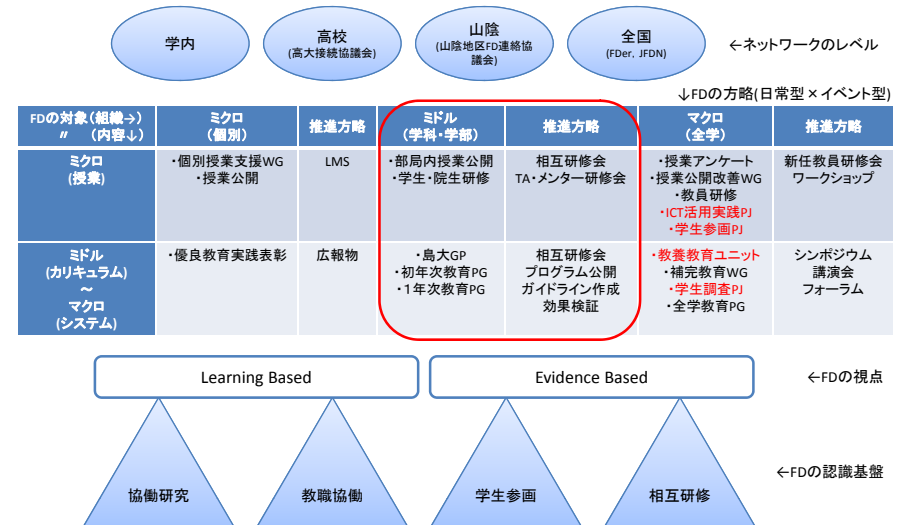 学内
高校
(高大接続協議会)
山陰
(山陰地区FD連絡協
議会)
全国
(FDer, JFDN)
←ネットワークのレベル
↓FDの方略(日常型×イベント型)
FDの対象(組織→)
〃 (内容↓)
ミクロ
(個別)
推進方略
ミドル
(学科・学部)
推進方略
マクロ
(全学)
推進方略
ミクロ
(授業)
・個別授業支援WG
・授業公開
LMS
・部局内授業公開
・学生・院生研修
相互研修会
TA・メンター研修会
・授業アンケート
・授業公開改善WG
・教員研修
・ICT活用実践PJ
・学生参画PJ
新任教員研修会
ワークショップ
ミドル
(カリキュラム)
～
マクロ
(システム)
・優良教育実践表彰
広報物
・島大GP
・初年次教育PG
・1年次教育PG
相互研修会
プログラム公開
ガイドライン作成
効果検証
・教養教育ユニット
・補完教育WG
・学生調査PJ
・全学教育PG
シンポジウム
講演会
フォーラム
Learning Based
Evidence Based
←FDの視点
協働研究
教職協働
学生参画
相互研修
←FDの認識基盤